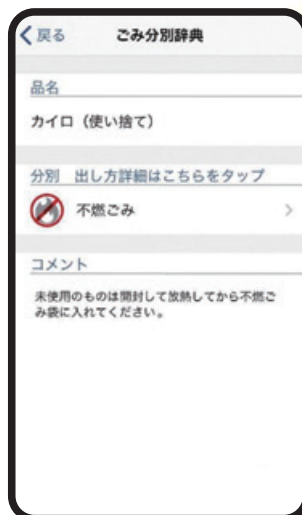 戻る ごみ分別辞典
品名
カイロ（使い捨て）
分別 出し方詳細はこちらをタップ
不燃ごみ
コメント
未使用のものは開封して放熱してから不燃ご
み袋に入れてください。